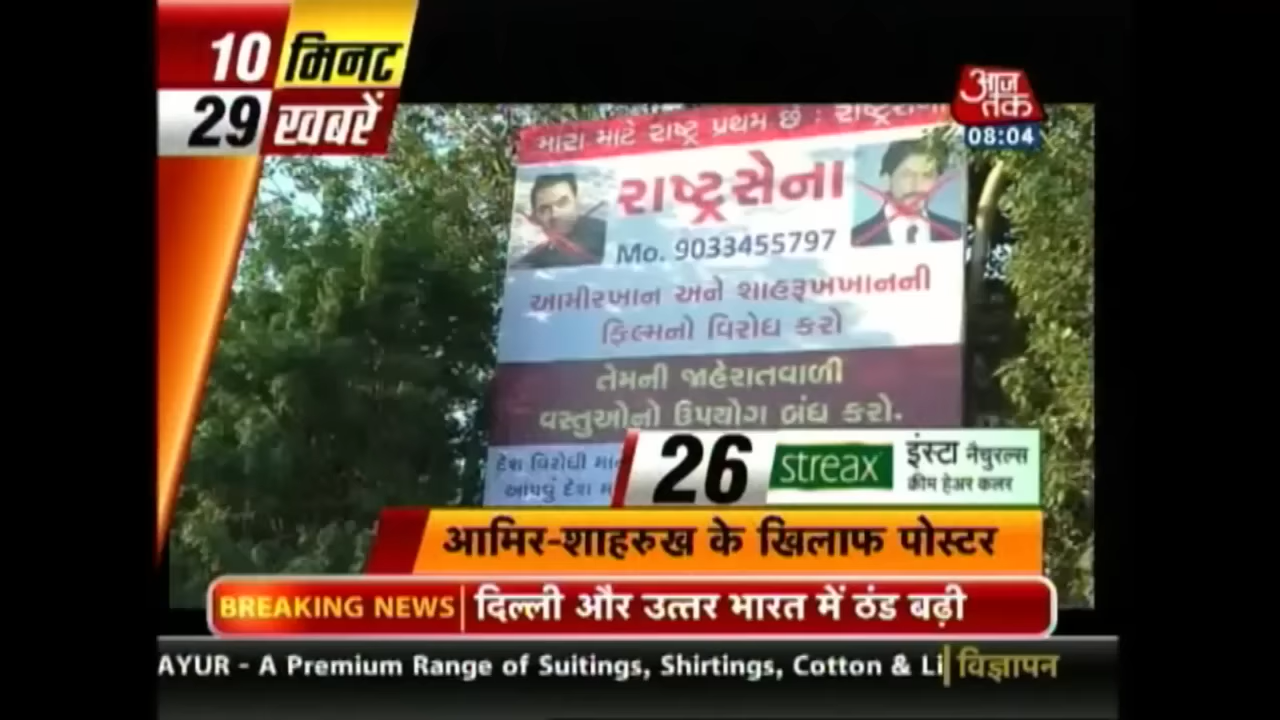 10 मिनट
29 खबरें
आज
तक
08:04
મારા માટે રાષ્ટ્ર પ્રથમ છે :
રાષ્ટ્રસેના
Mo. 9033455797
આમીરખાન અને શાહરૂખખાનની
ફિલ્મનો વિરોધ કરો
તેમની જાહેરાતવાળી
વસ્તુઓનો ઉપયોગ બંધ કરો.
દેશ વિરોધી
આપવું દેશ
26
streax
इंस्टा नैचुरल्स
क्रीम हेअर कलर
आमिर-शाहरुख के खिलाफ पोस्टर
BREAKING NEWS
दिल्ली और उत्तर भारत में ठंड बढ़ी
AYUR - A Premium Range of Suitings, Shirtings, Cotton & Li
विज्ञापन